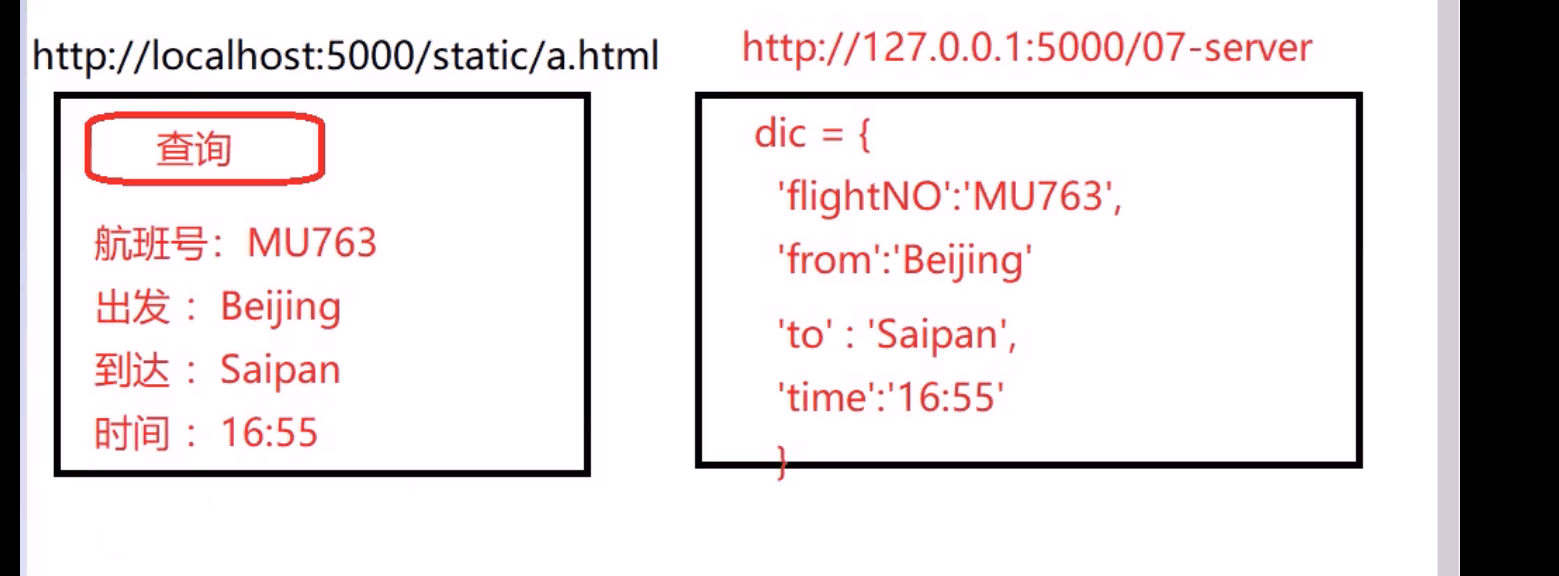 http://localhost:5000/static/a.html
查询
航班号：MU763
出发 ：Beijing
到达 ：Saipan
时间 ：16:55
http://127.0.0.1:5000/07-server
dic = {
'flightNO':'MU763',
'from':'Beijing'
'to' : 'Saipan',
'time':'16:55'
}